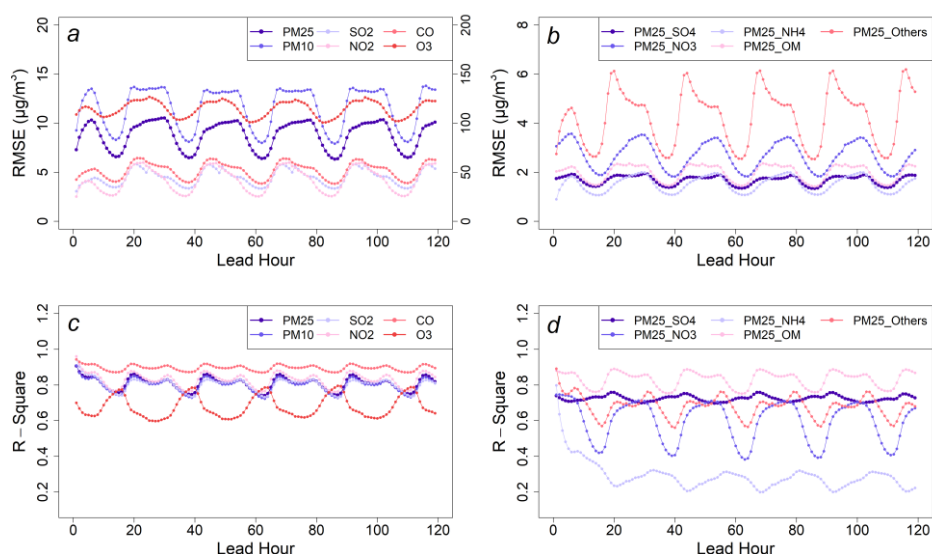 a
PM25 SO2 CO
PM10 NO2 O3
RMSE (µg/m³)
0 5 10 15 20
0 50 100 150 200
0 20 40 60 80 100 120
Lead Hour
b
PM25_SO4 PM25_NH4 PM25_Others
PM25_NO3 PM25_OM
RMSE (µg/m³)
0 2 4 6 8
0 20 40 60 80 100 120
Lead Hour
c
PM25 SO2 CO
PM10 NO2 O3
R – Square
0.2 0.4 0.6 0.8 1.0 1.2
0 20 40 60 80 100 120
Lead Hour
d
PM25_SO4 PM25_NH4 PM25_Others
PM25_NO3 PM25_OM
R – Square
0.2 0.4 0.6 0.8 1.0 1.2
0 20 40 60 80 100 120
Lead Hour